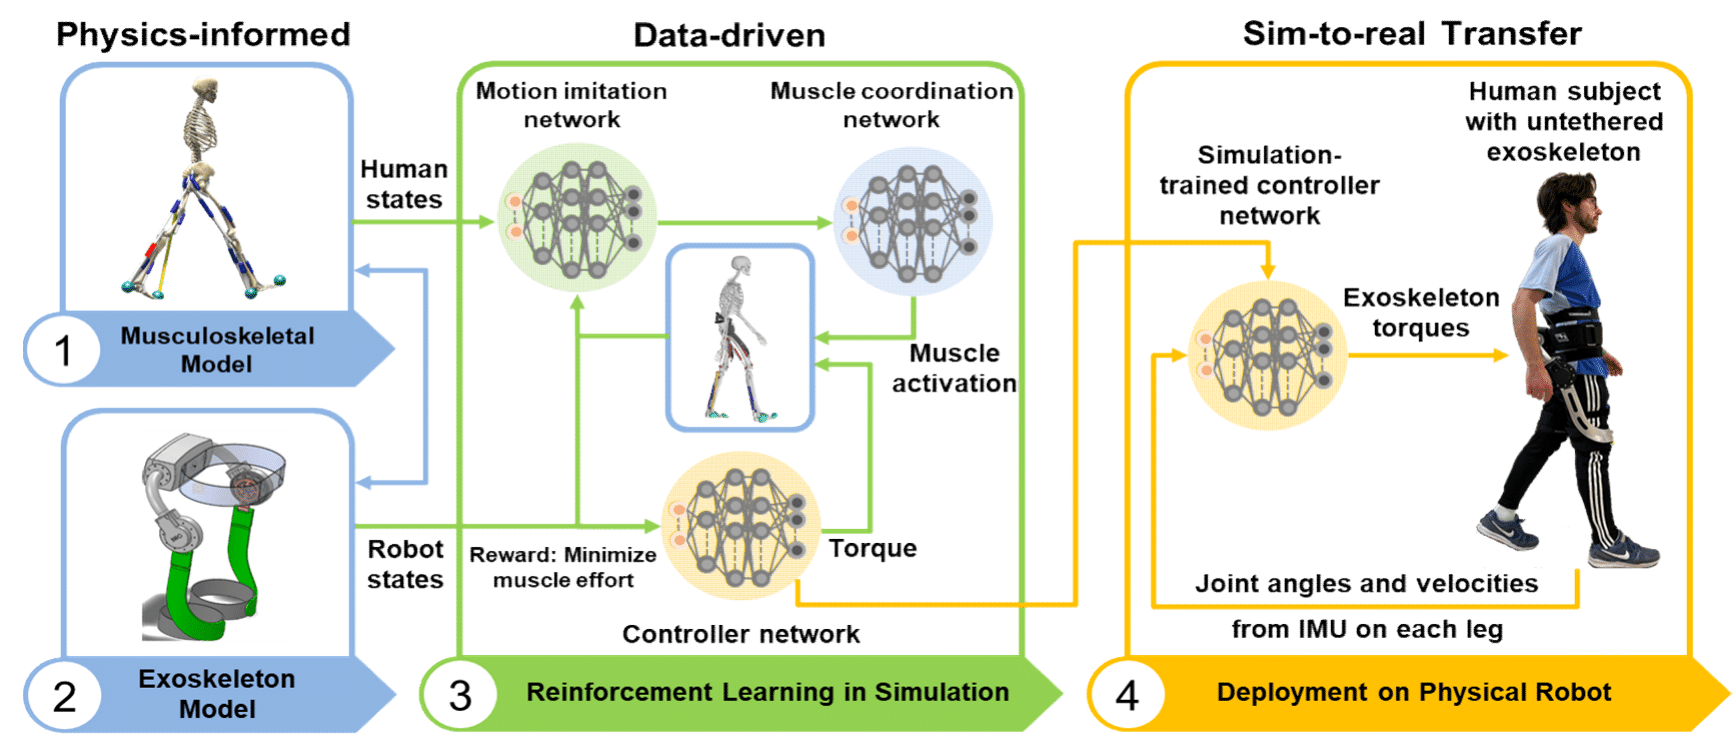 Physics-informed
Data-driven
Sim-to-real Transfer
Human
states
1
Musculoskeletal
Model
2
Exoskeleton
Model
Robot
states
Motion imitation
network
Muscle coordination
network
Muscle
activation
Reward: Minimize
muscle effort
Torque
Controller network
3
Reinforcement Learning in Simulation
Human subject
with untethered
exoskeleton
Simulation-
trained controller
network
Exoskeleton
torques
Joint angles and velocities
from IMU on each leg
4
Deployment on Physical Robot